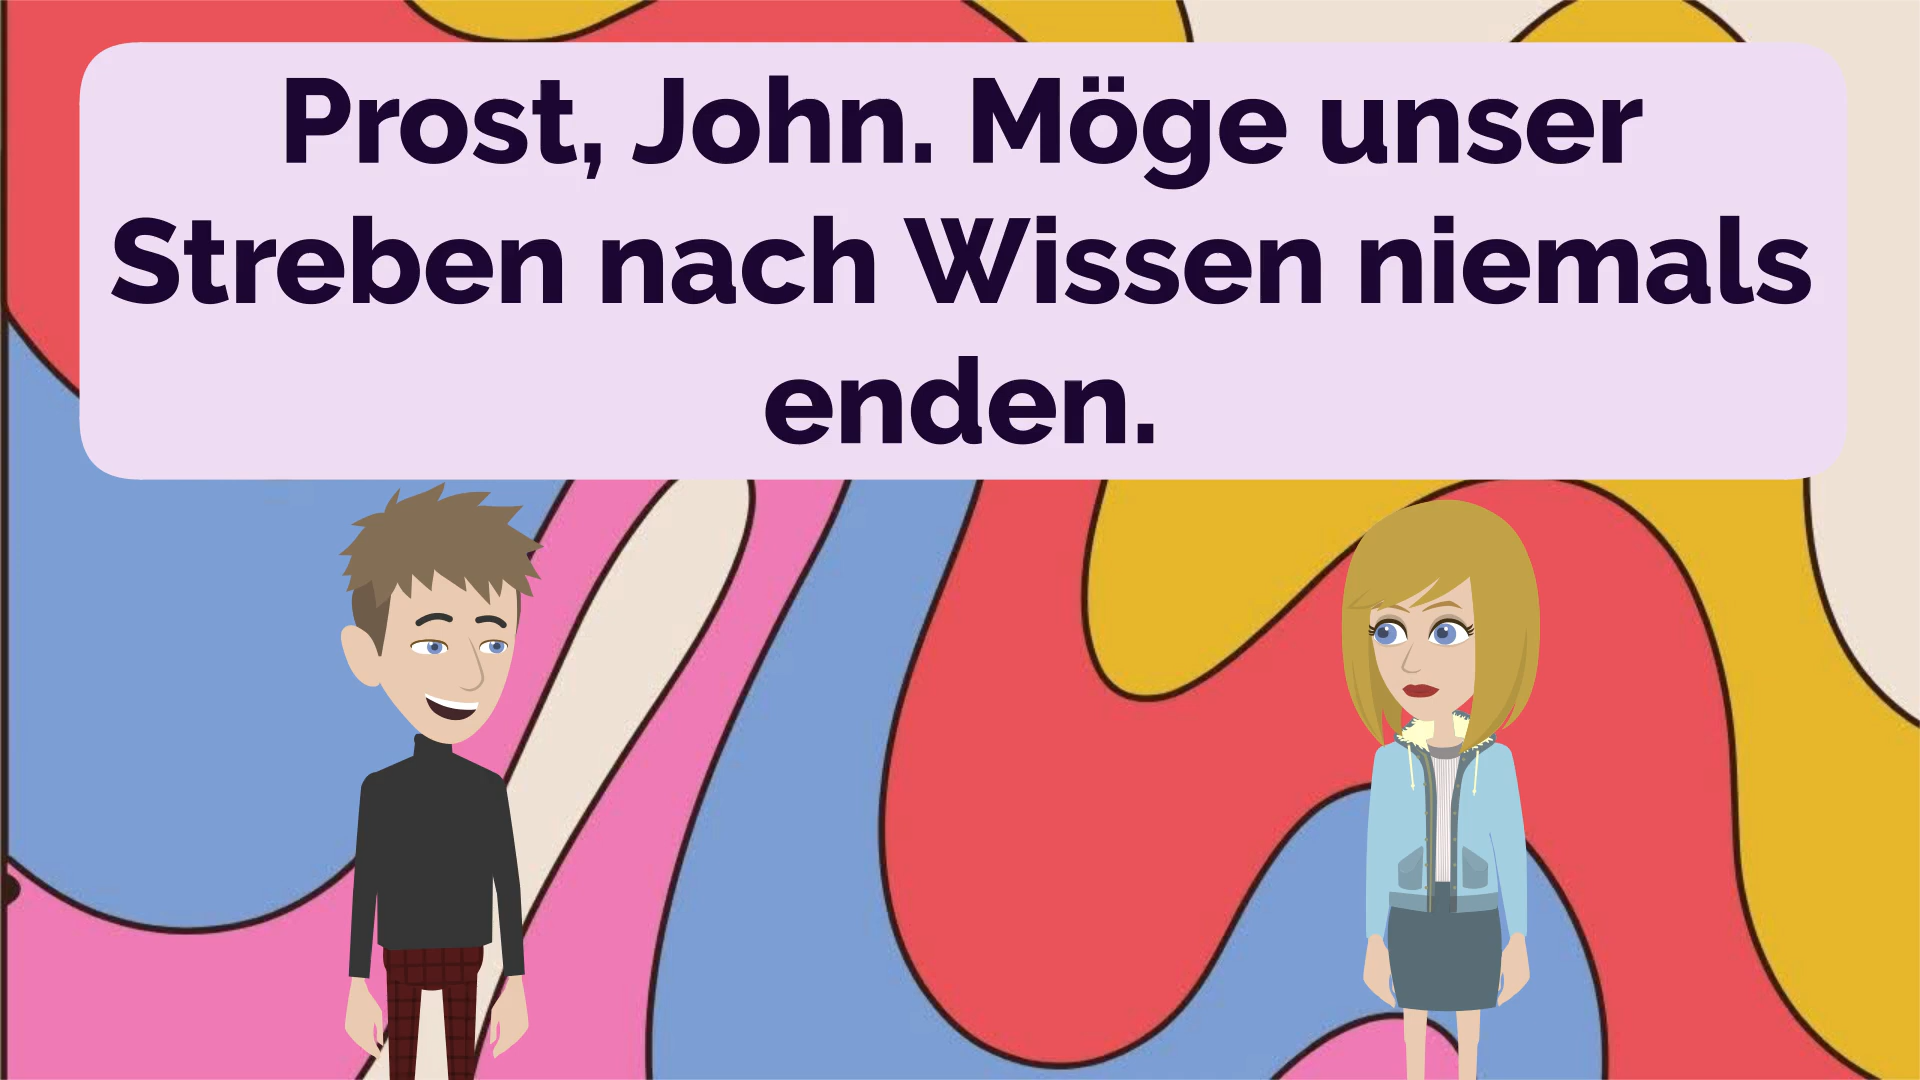 Prost, John. Möge unser
Streben nach Wissen niemals
enden.